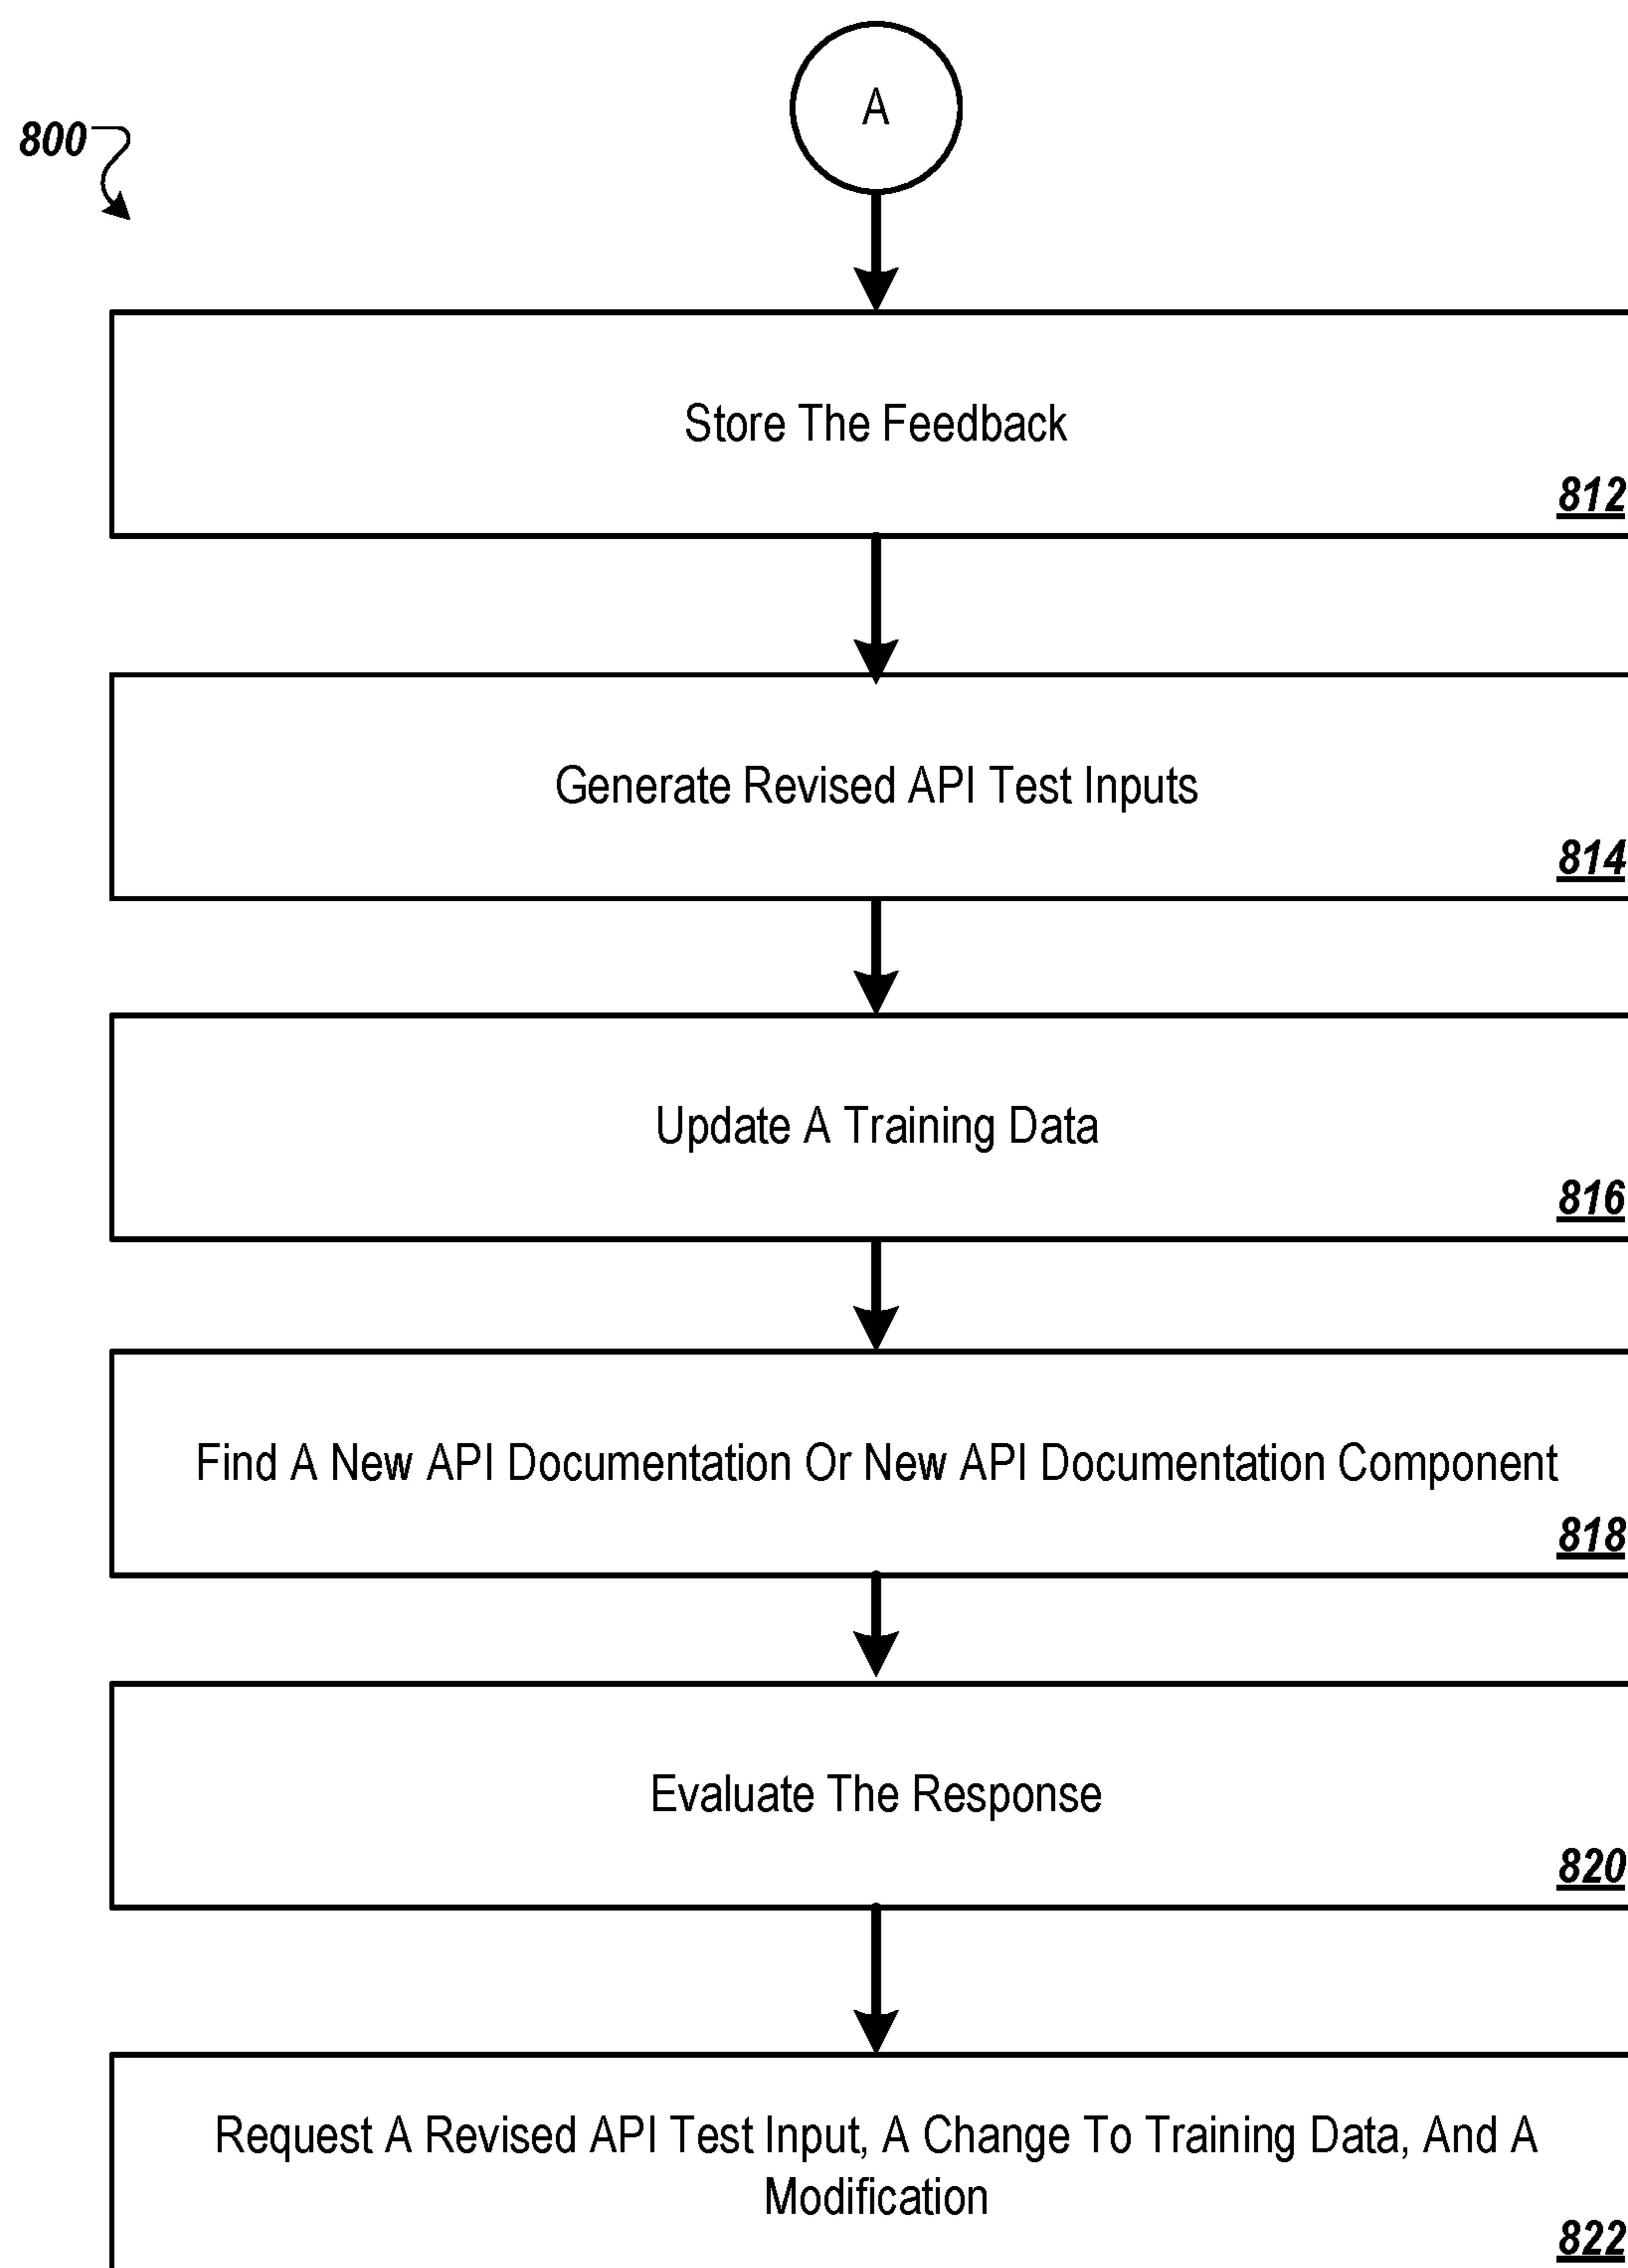 A
800
Store The Feedback
812
Generate Revised API Test Inputs
814
Update A Training Data
816
Find A New API Documentation Or New API Documentation Component
818
Evaluate The Response
820
Request A Revised API Test Input, A Change To Training Data, And A
Modification
822